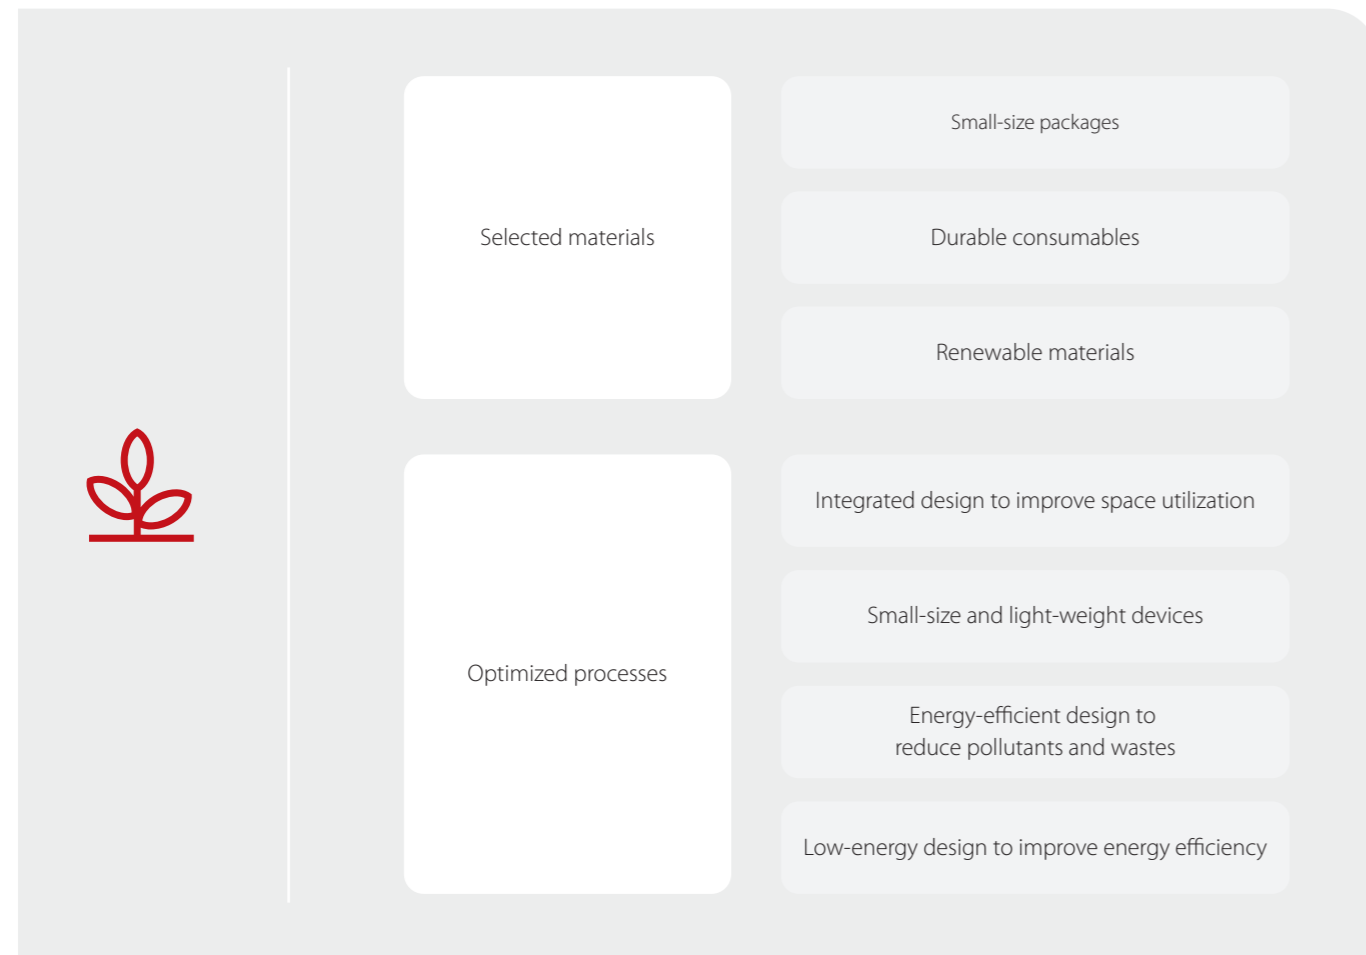 Selected materials
Small-size packages
Durable consumables
Renewable materials
Optimized processes
Integrated design to improve space utilization
Small-size and light-weight devices
Energy-efficient design to
reduce pollutants and wastes
Low-energy design to improve energy efficiency